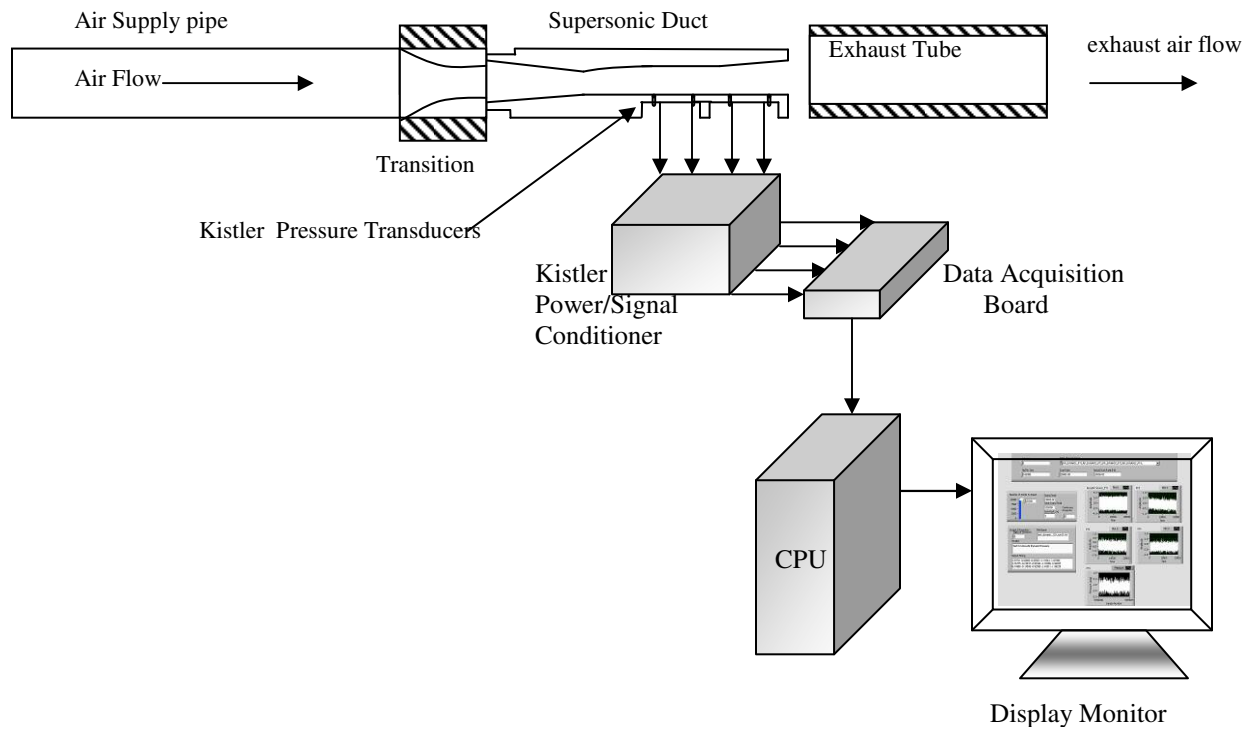 Air Supply pipe
Supersonic Duct
Air Flow
Exhaust Tube
exhaust air flow
Transition
Kistler Pressure Transducers
Kistler
Power/Signal
Conditioner
Data Acquisition
Board
CPU
Display Monitor